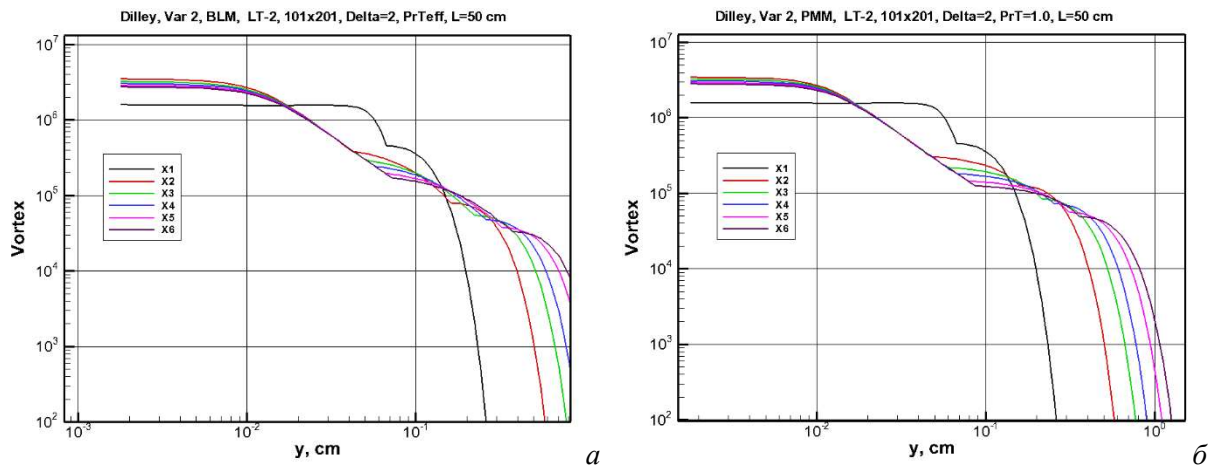 Dilley, Var 2, BLM, LT-2, 101x201, Delta=2, PrTeff, L=50 cm
10^7
10^6
10^5
10^4
10^3
10^2
Vortex
X1
X2
X3
X4
X5
X6
10^-3
10^-2
10^-1
y, cm
а
Dilley, Var 2, PMM, LT-2, 101x201, Delta=2, PrT=1.0, L=50 cm
10^7
10^6
10^5
10^4
10^3
10^2
Vortex
X1
X2
X3
X4
X5
X6
10^-2
10^-1
10^0
y, cm
б